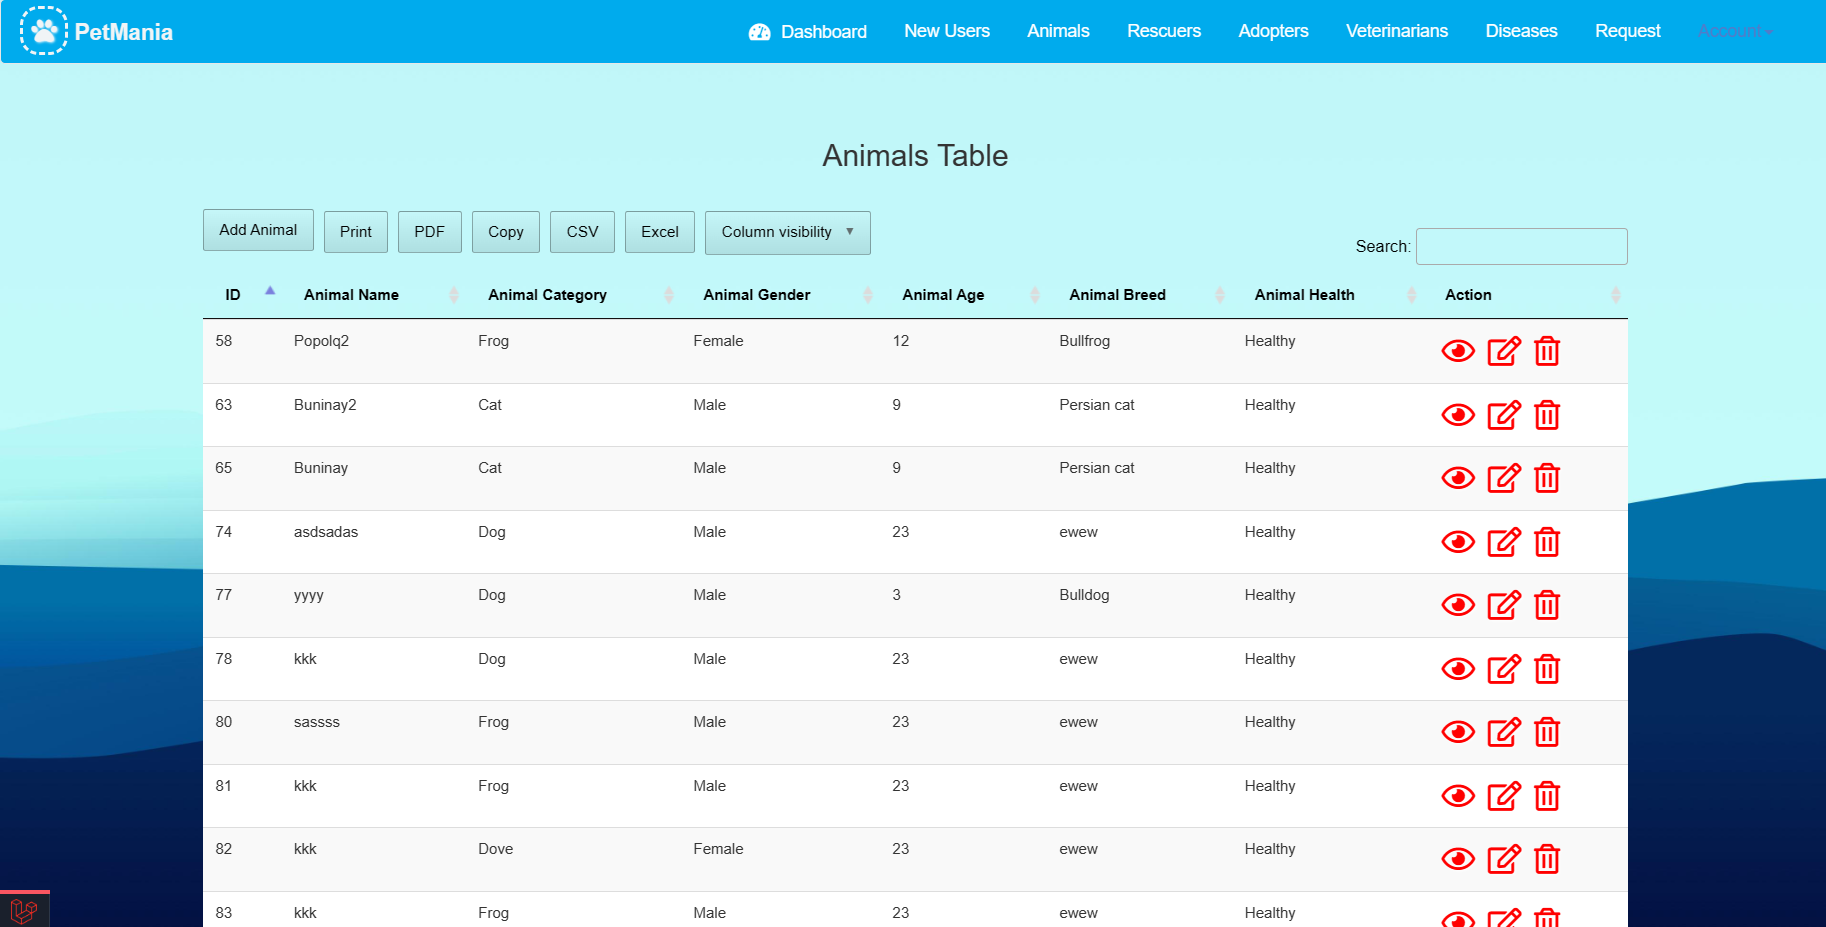 PetMania Dashboard New Users Animals Rescuers Adopters Veterinarians Diseases Request Account
Animals Table
Add Animal Print PDF Copy CSV Excel Column visibility
Search:
ID Animal Name Animal Category Animal Gender Animal Age Animal Breed Animal Health Action
58 Popolq2 Frog Female 12 Bullfrog Healthy
63 Buninay2 Cat Male 9 Persian cat Healthy
65 Buninay Cat Male 9 Persian cat Healthy
74 asdsadas Dog Male 23 ewew Healthy
77 yyyy Dog Male 3 Bulldog Healthy
78 kkk Dog Male 23 ewew Healthy
80 sassss Frog Male 23 ewew Healthy
81 kkk Frog Male 23 ewew Healthy
82 kkk Dove Female 23 ewew Healthy
83 kkk Frog Male 23 ewew Healthy